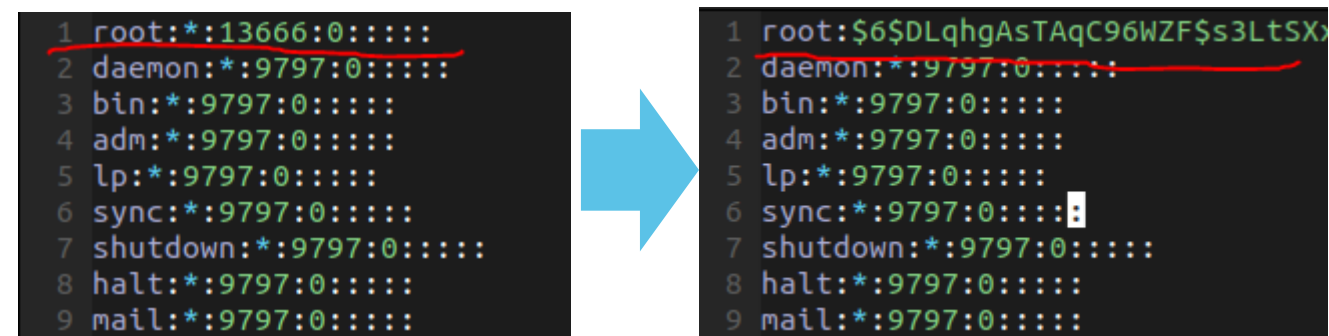 1 root:*:13666:0:::::
2 daemon:*:9797:0:::::
3 bin:*:9797:0:::::
4 adm:*:9797:0:::::
5 lp:*:9797:0:::::
6 sync:*:9797:0:::::
7 shutdown:*:9797:0:::::
8 halt:*:9797:0:::::
9 mail:*:9797:0:::::
1 root:$6$DLqhgAsTAqC96WZF$s3LtSXx
2 daemon:*:9797:0:::::
3 bin:*:9797:0:::::
4 adm:*:9797:0:::::
5 lp:*:9797:0:::::
6 sync:*:9797:0:::::
7 shutdown:*:9797:0:::::
8 halt:*:9797:0:::::
9 mail:*:9797:0:::::